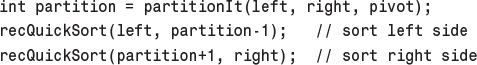 int partition = partitionIt(left, right, pivot);
recQuickSort(left, partition-1);   // sort left side
recQuickSort(partition+1, right);  // sort right side